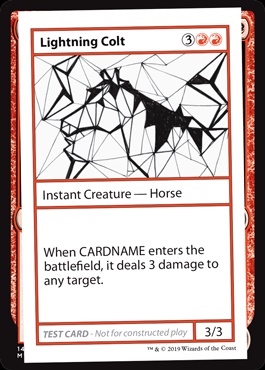 Lightning Colt 3
Instant Creature — Horse
When CARDNAME enters the
battlefield, it deals 3 damage to
any target.
TEST CARD - Not for constructed play 3/3
™ & © 2019 Wizards of the Coast